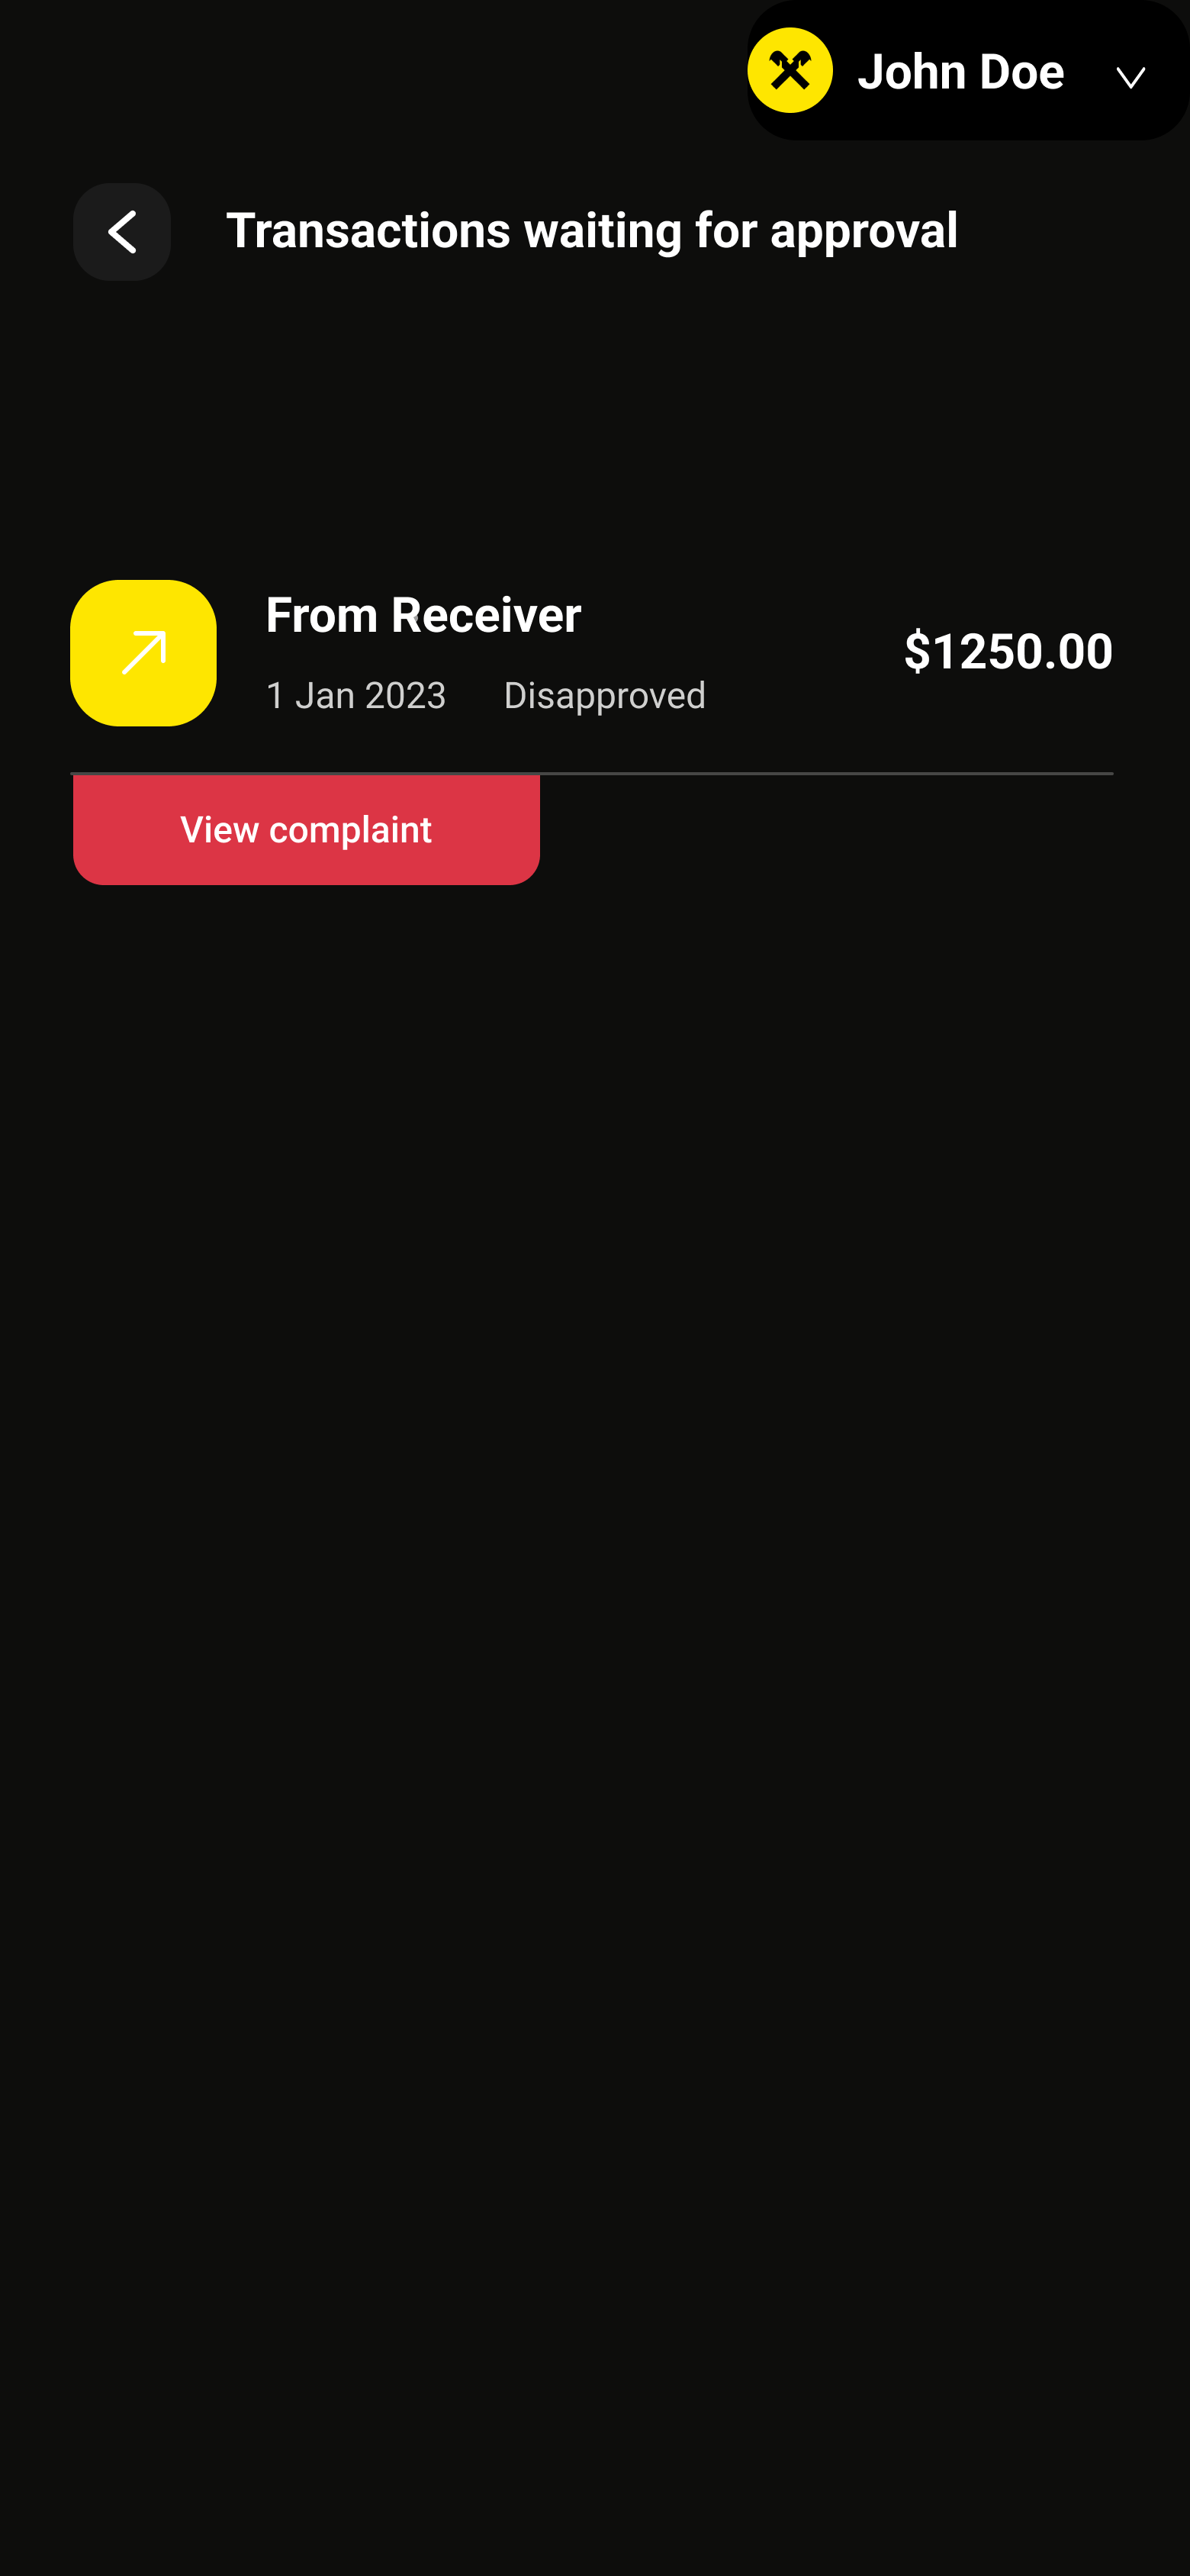 John Doe
Transactions waiting for approval
From Receiver
$1250.00
1 Jan 2023 Disapproved
View complaint